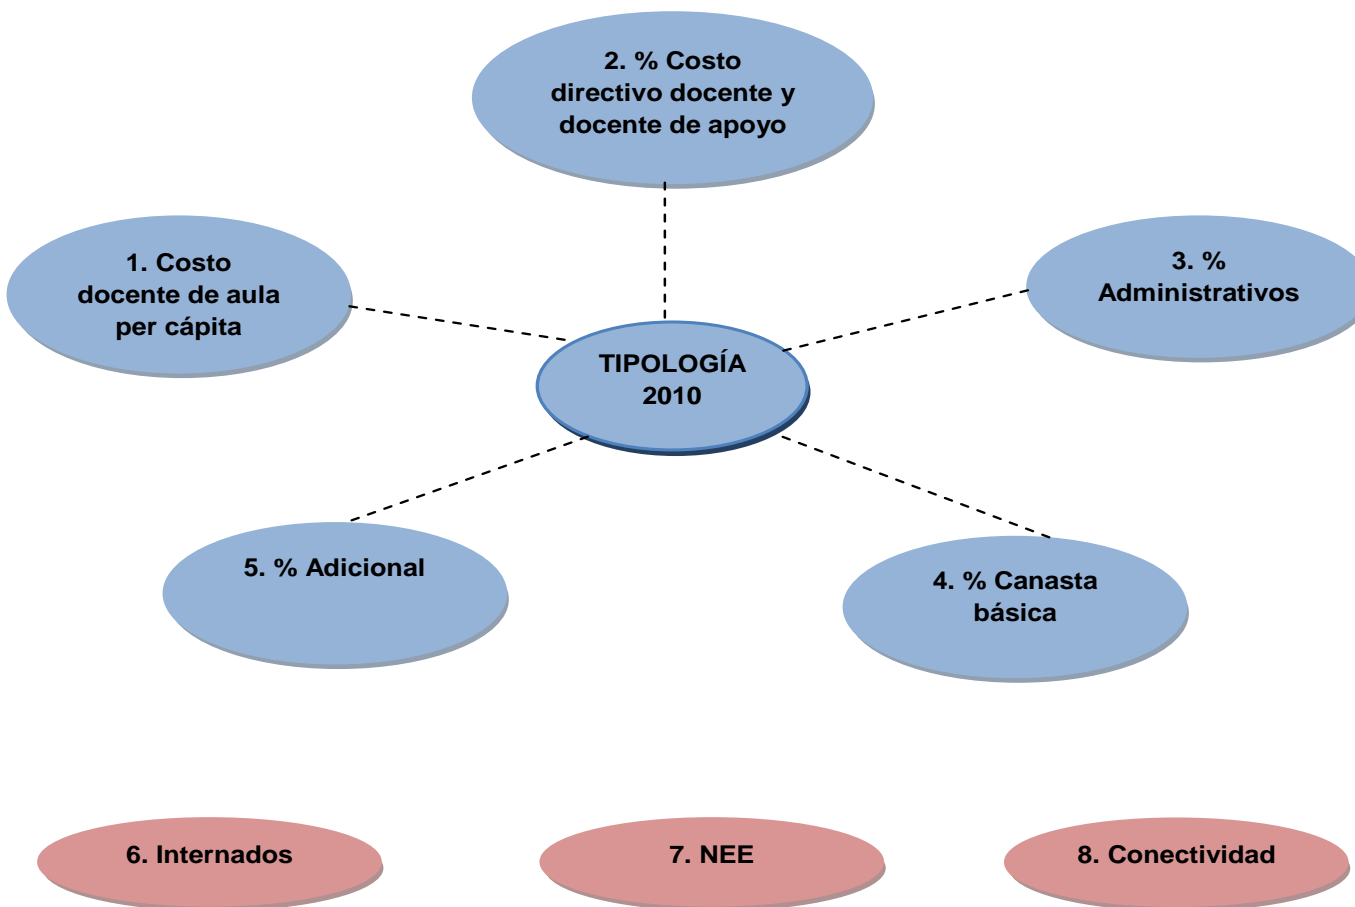 2. % Costo
directivo docente y
docente de apoyo
1. Costo
docente de aula
per cápita
3. %
Administrativos
TIPOLOGÍA
2010
5. % Adicional
4. % Canasta
básica
6. Internados
7. NEE
8. Conectividad